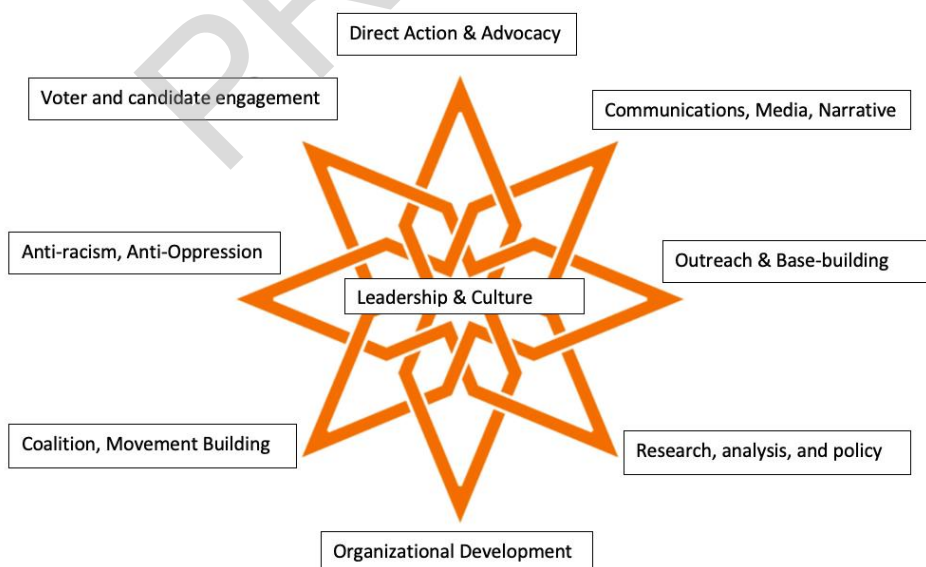 Direct Action & Advocacy
Voter and candidate engagement
Communications, Media, Narrative
Anti-racism, Anti-Oppression
Outreach & Base-building
Leadership & Culture
Coalition, Movement Building
Research, analysis, and policy
Organizational Development